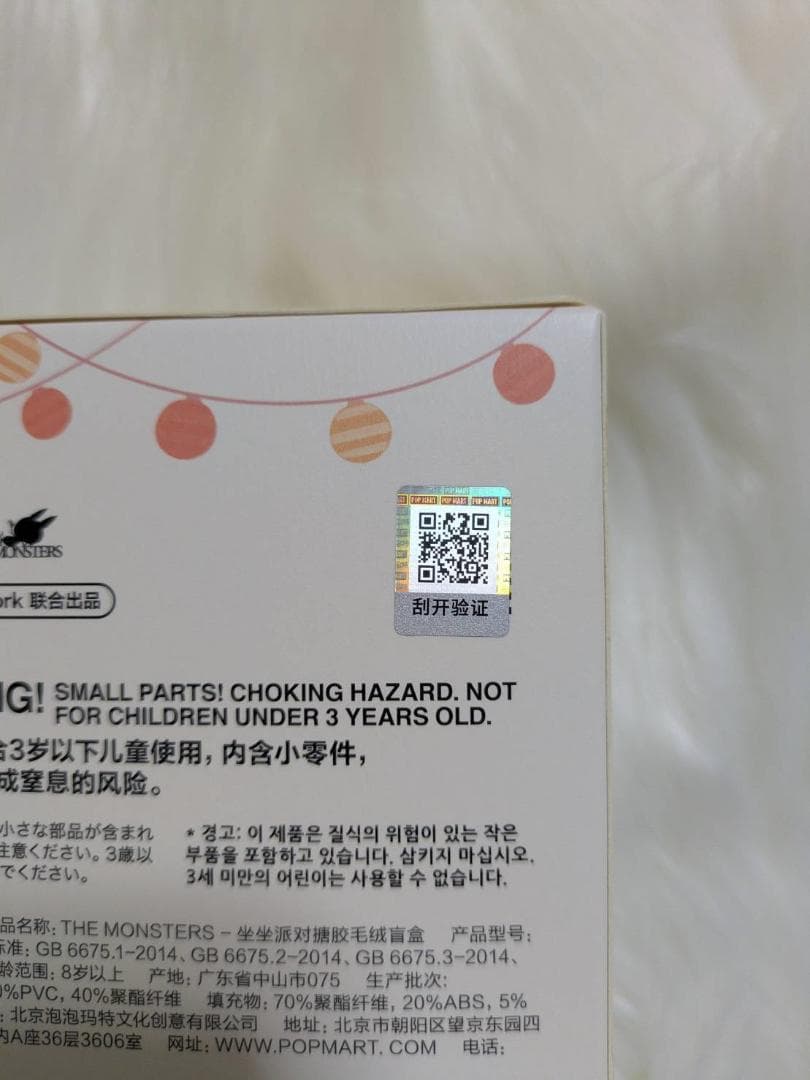 POP MART
POP MART POP MART POP MART
刮开验证
MONSTERS
ork 联合出品
NG! SMALL PARTS! CHOKING HAZARD. NOT
FOR CHILDREN UNDER 3 YEARS OLD.
合3岁以下儿童使用，内含小零件，
成窒息的风险。
小さな部品が含まれ
注意ください。3歳以
でください。
* 경고: 이 제품은 질식의 위험이 있는 작은
부품을 포함하고 있습니다. 삼키지 마십시오.
3세 미만의 어린이는 사용할 수 없습니다.
品名称: THE MONSTERS – 坐坐派对搪胶毛绒盲盒 产品型号:
标准: GB 6675.1–2014、GB 6675.2–2014、GB 6675.3–2014、
龄范围: 8岁以上 产地: 广东省中山市075 生产批次:
0%PVC, 40%聚酯纤维 填充物: 70%聚酯纤维, 20%ABS, 5%
: 北京泡泡玛特文化创意有限公司 地址: 北京市朝阳区望京东园四
内A座36层3606室 网址: WWW.POPMART. COM 电话: